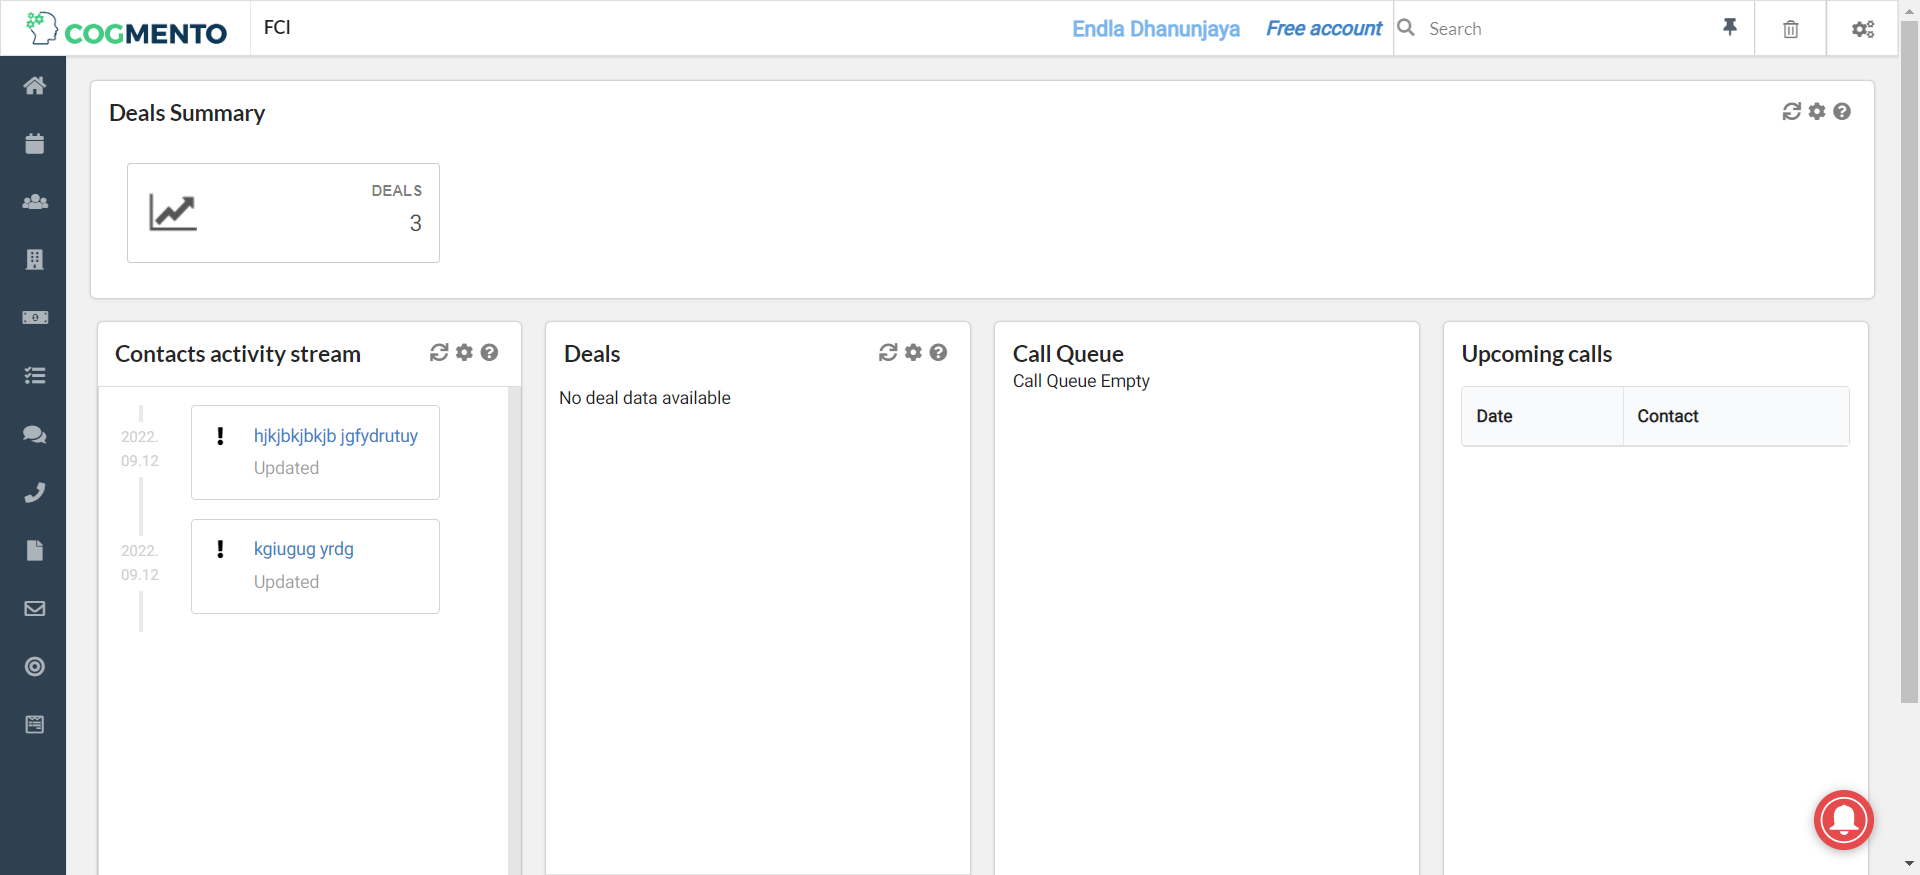 COGMENTO
FCI
Endla Dhanunjaya
Free account
Search
Deals Summary
DEALS
3
Contacts activity stream
2022.
09.12
hjkjbkjbkjb jgfydrutuy
Updated
2022.
09.12
kgiugug yrdg
Updated
Deals
No deal data available
Call Queue
Call Queue Empty
Upcoming calls
Date
Contact